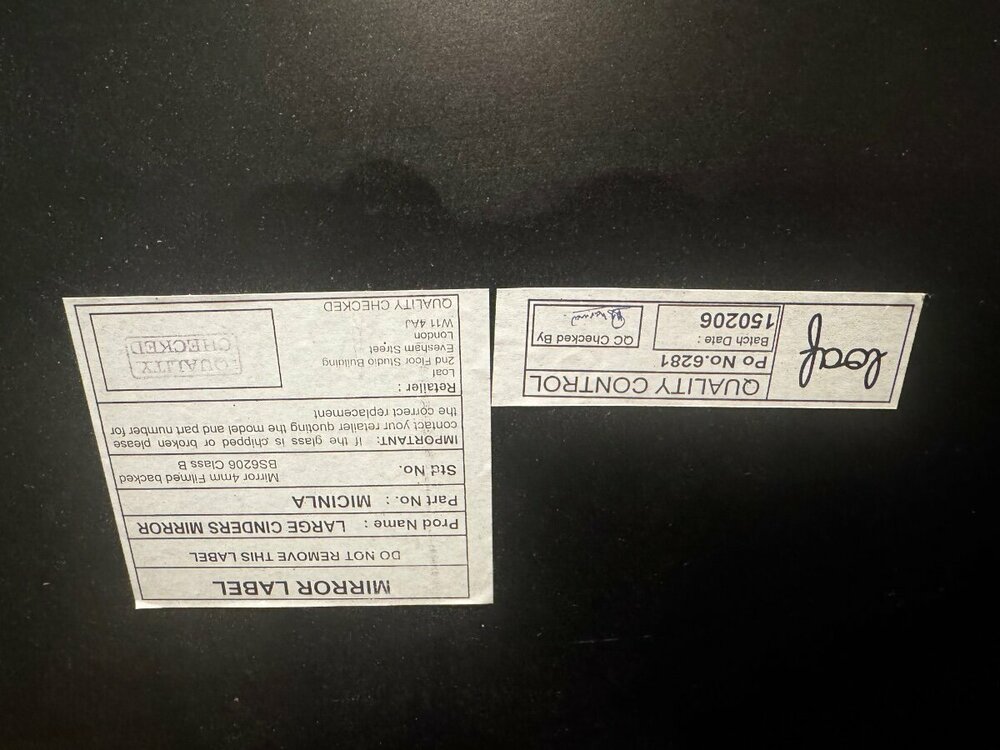 MIRROR LABEL
DO NOT REMOVE THIS LABEL
Prod Name : LARGE CINDERS MIRROR
Part No. : MICINLA
Std No. Mirror 4mm Filmed backed
BS6206 Class B
IMPORTANT: if the glass is chipped or broken please
contact your retailer quoting the model and part number for
the correct replacement
Retailer :
Loaf
2nd Floor Studio Building
Evesham Street
London
W11 4AJ
QUALITY CHECKED
QUALITY
CHECKED
loaf
QUALITY CONTROL
Po No.6281
Batch Date :
150206
QC Checked By